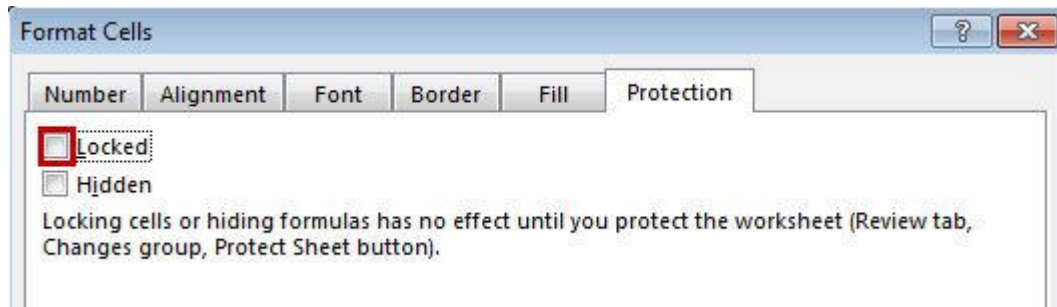 Format Cells
?
Number Alignment Font Border Fill Protection
Locked
Hidden
Locking cells or hiding formulas has no effect until you protect the worksheet (Review tab,
Changes group, Protect Sheet button).